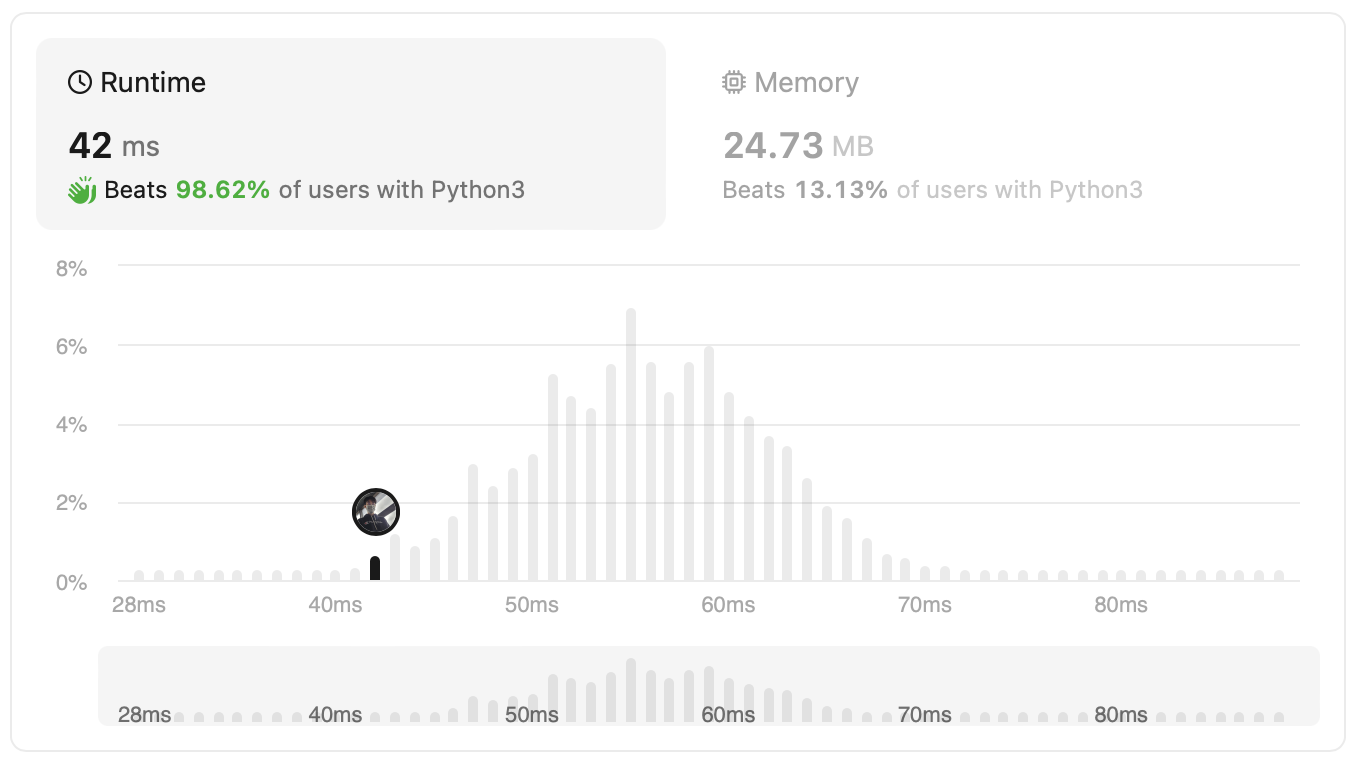 Runtime
42 ms
Beats 98.62% of users with Python3
Memory
24.73 MB
Beats 13.13% of users with Python3
8%
6%
4%
2%
0%
28ms 40ms 50ms 60ms 70ms 80ms
28ms 40ms 50ms 60ms 70ms 80ms